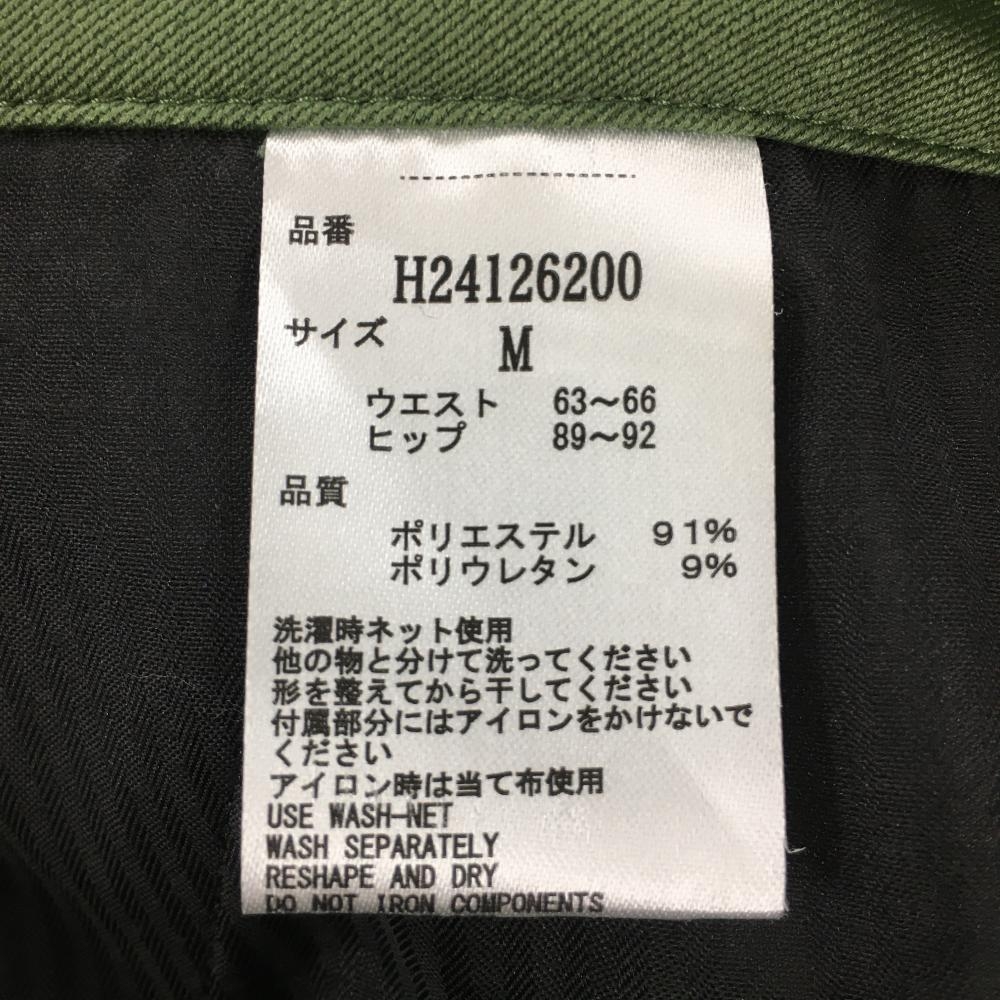 品番
H24126200
サイズ
M
ウエスト 63～66
ヒップ 89～92
品質
ポリエステル 91%
ポリウレタン 9%
洗濯時ネット使用
他の物と分けて洗ってください
形を整えてから干してください
付属部分にはアイロンをかけないで
ください
アイロン時は当て布使用
USE WASH-NET
WASH SEPARATELY
RESHAPE AND DRY
DO NOT IRON COMPONENTS